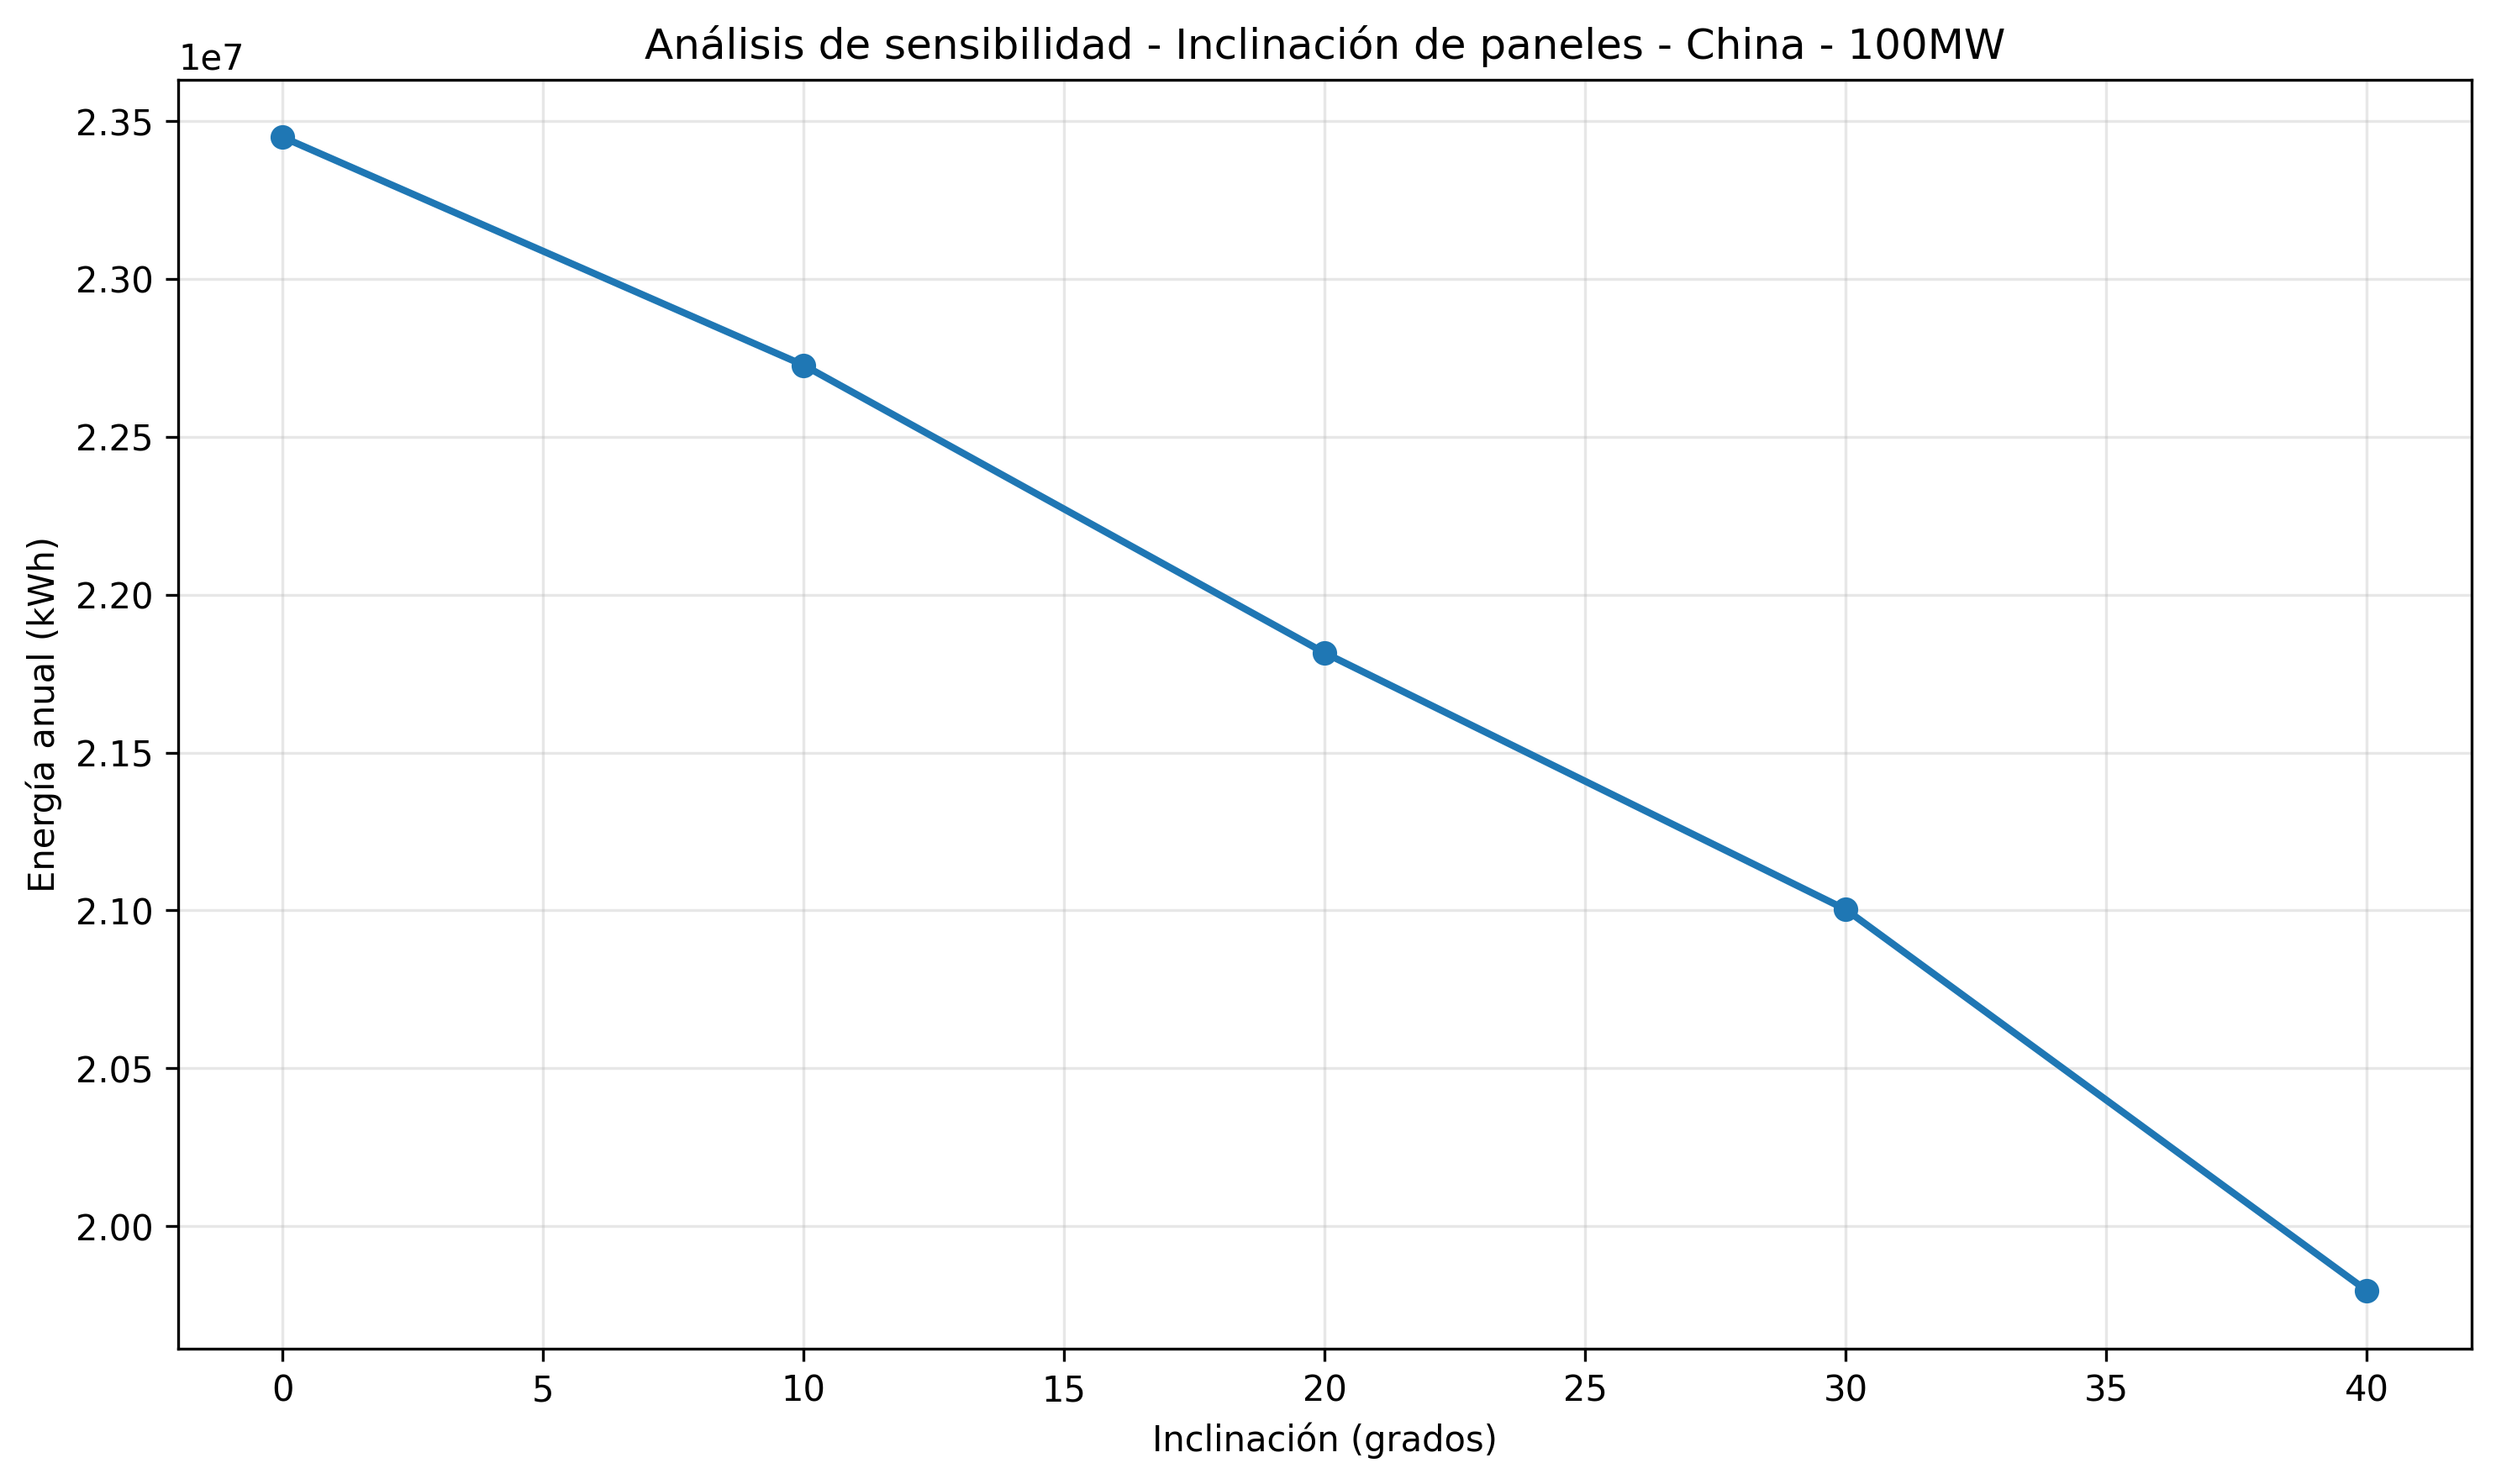 Análisis de sensibilidad - Inclinación de paneles - China - 100MW
1e7
2.35
2.30
2.25
2.20
2.15
2.10
2.05
2.00
Energía anual (kWh)
0 5 10 15 20 25 30 35 40
Inclinación (grados)